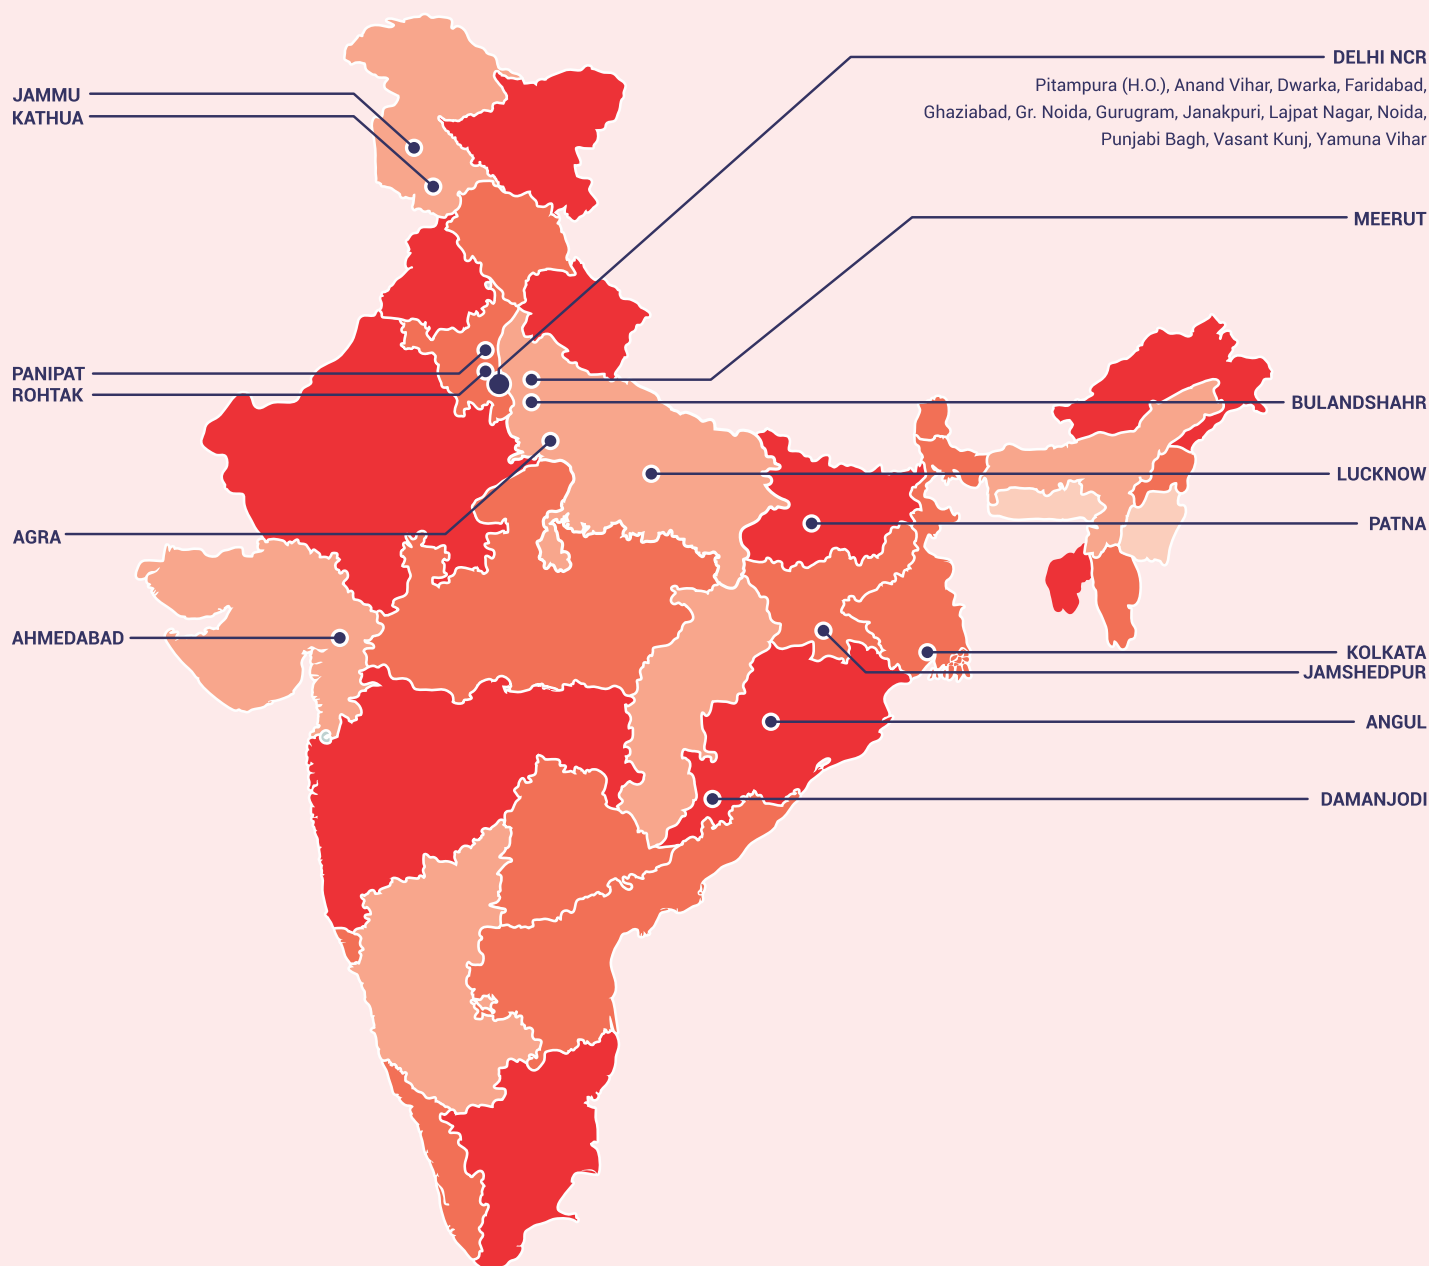 DELHI NCR
Pitampura (H.O.), Anand Vihar, Dwarka, Faridabad,
Ghaziabad, Gr. Noida, Gurugram, Janakpuri, Lajpat Nagar, Noida,
Punjabi Bagh, Vasant Kunj, Yamuna Vihar
JAMMU
KATHUA
MEERUT
PANIPAT
ROHTAK
BULANDSHAHR
LUCKNOW
PATNA
AGRA
AHMEDABAD
KOLKATA
JAMSHEDPUR
ANGUL
DAMANJODI